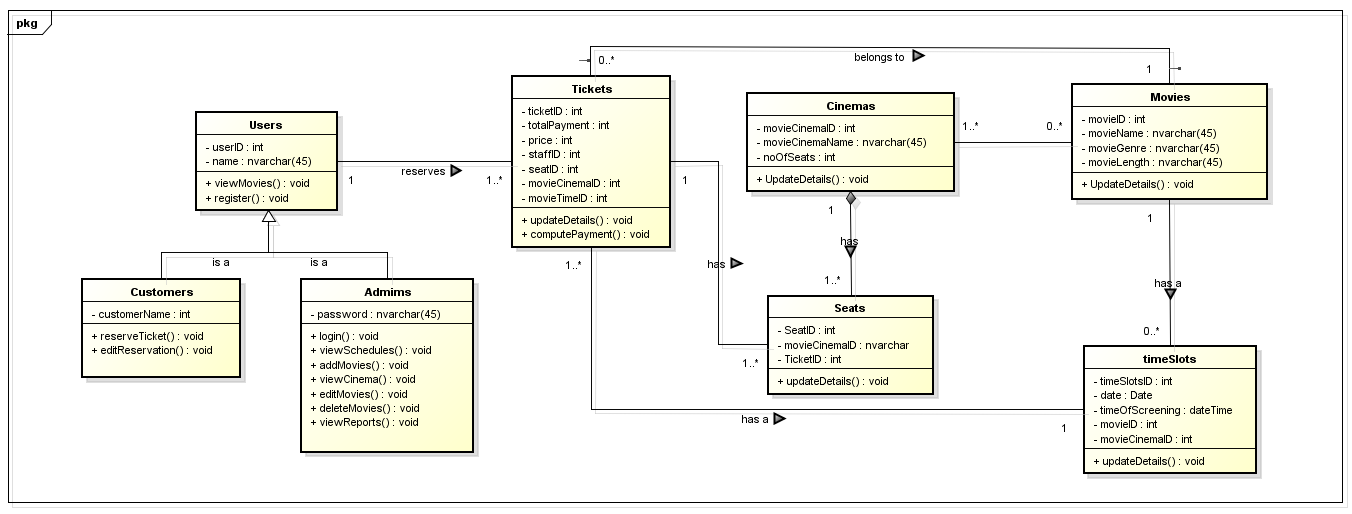 pkg
belongs to
0..*
1
Tickets
- ticketID : int
- totalPayment : int
- price : int
- staffID : int
- seatID : int
- movieCinemaID : int
- movieTimeID : int
+ updateDetails() : void
+ computePayment() : void
Cinemas
- movieCinemaID : int
- movieCinemaName : nvarchar(45)
- noOfSeats : int
+ UpdateDetails() : void
1..*
0..*
Movies
- movieID : int
- movieName : nvarchar(45)
- movieGenre : nvarchar(45)
- movieLength : nvarchar(45)
+ UpdateDetails() : void
Users
- userID : int
- name : nvarchar(45)
+ viewMovies() : void
+ register() : void
reserves
1
1..*
1
1
has
1..*
1
has a
0..*
is a
is a
1..*
has
1..*
Customers
- customerName : int
+ reserveTicket() : void
+ editReservation() : void
Admims
- password : nvarchar(45)
+ login() : void
+ viewSchedules() : void
+ addMovies() : void
+ viewCinema() : void
+ editMovies() : void
+ deleteMovies() : void
+ viewReports() : void
Seats
- SeatID : int
- movieCinemaID : nvarchar
- TicketID : int
+ updateDetails() : void
timeSlots
- timeSlotsID : int
- date : Date
- timeOfScreening : dateTime
- movieID : int
- movieCinemaID : int
+ updateDetails() : void
has a
1